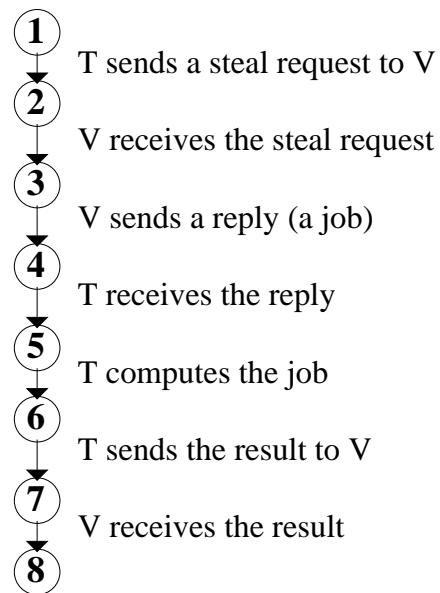 1
T sends a steal request to V
2
V receives the steal request
3
V sends a reply (a job)
4
T receives the reply
5
T computes the job
6
T sends the result to V
7
V receives the result
8